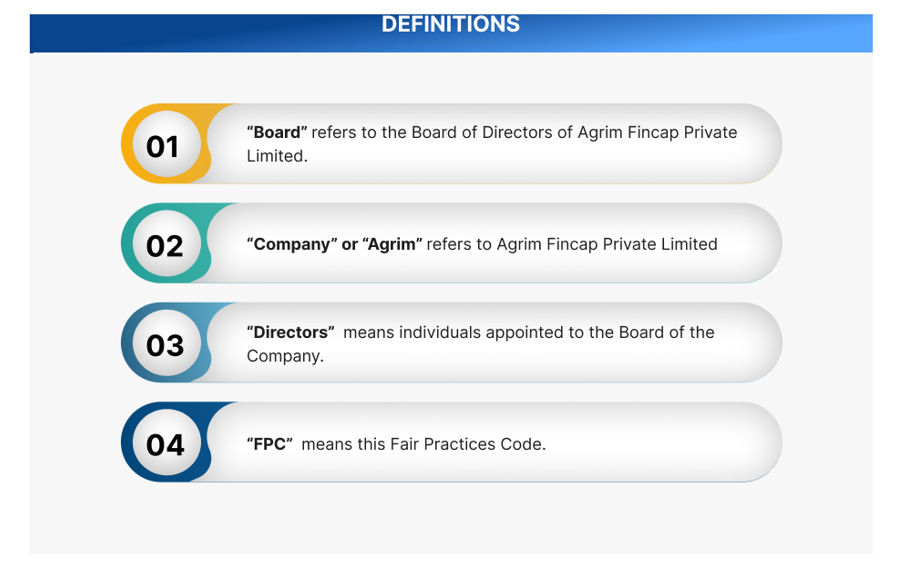 DEFINITIONS
01
“Board” refers to the Board of Directors of Agrim Fincap Private
Limited.
02
“Company” or “Agrim” refers to Agrim Fincap Private Limited
03
“Directors”  means individuals appointed to the Board of the
Company.
04
“FPC”  means this Fair Practices Code.